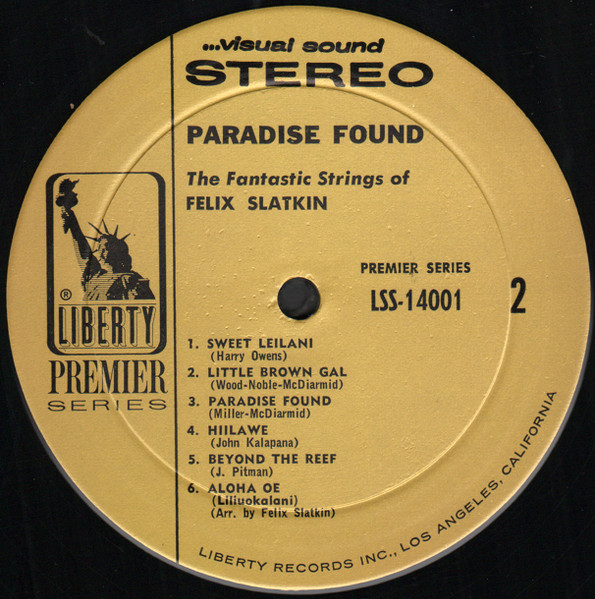 ...visual sound
STEREO
PARADISE FOUND
The Fantastic Strings of
FELIX SLATKIN
®
LIBERTY
PREMIER
SERIES
PREMIER SERIES
LSS-14001
2
1. SWEET LEILANI
(Harry Owens)
2. LITTLE BROWN GAL
(Wood-Noble-McDiarmid)
3. PARADISE FOUND
(Miller-McDiarmid)
4. HIILAWE
(John Kalapana)
5. BEYOND THE REEF
(J. Pitman)
6. ALOHA OE
(Liliuokalani)
(Arr. by Felix Slatkin)
LIBERTY RECORDS INC., LOS ANGELES, CALIFORNIA